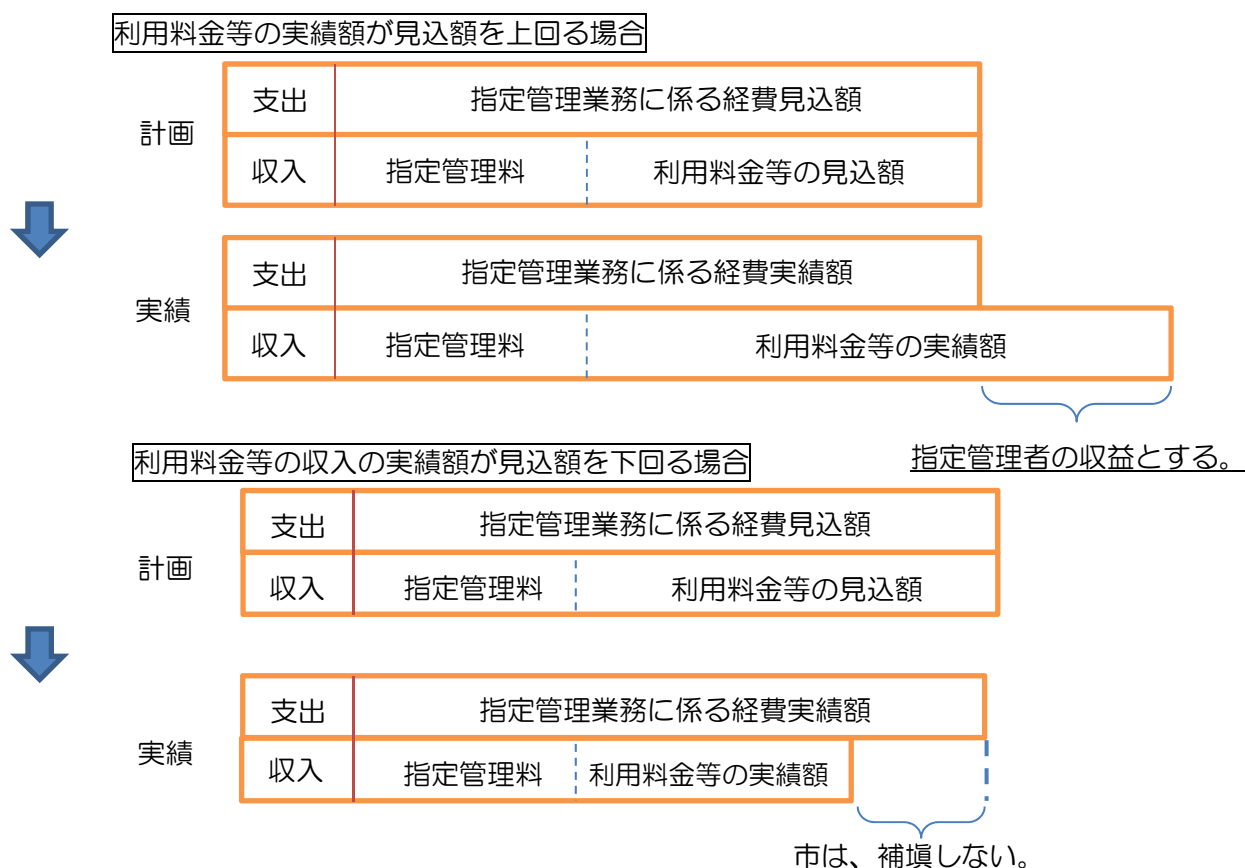 利用料金等の実績額が見込額を上回る場合
計画
支出 指定管理業務に係る経費見込額
収入 指定管理料 利用料金等の見込額
実績
支出 指定管理業務に係る経費実績額
収入 指定管理料 利用料金等の実績額
指定管理者の収益とする。
利用料金等の収入の実績額が見込額を下回る場合
計画
支出 指定管理業務に係る経費見込額
収入 指定管理料 利用料金等の見込額
実績
支出 指定管理業務に係る経費実績額
収入 指定管理料 利用料金等の実績額
市は、補塡しない。